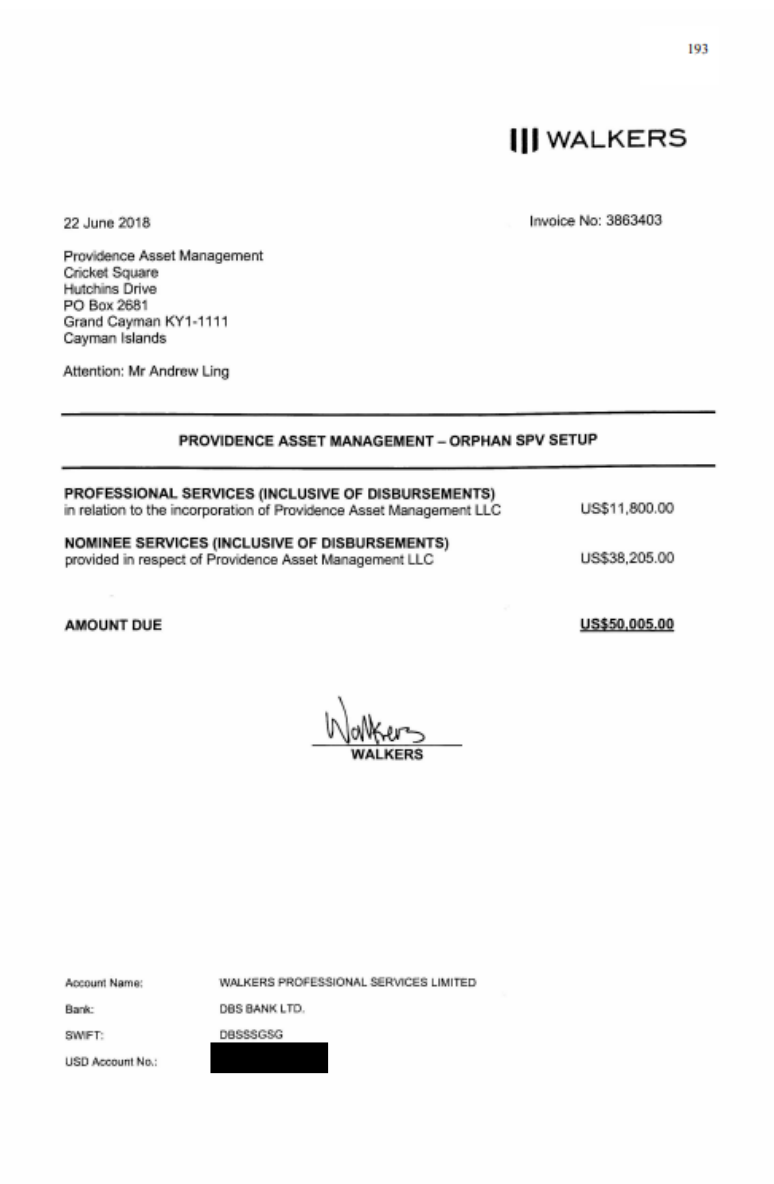 193
WALKERS
22 June 2018
Invoice No: 3863403
Providence Asset Management
Cricket Square
Hutchins Drive
PO Box 2681
Grand Cayman KY1-1111
Cayman Islands
Attention: Mr Andrew Ling
PROVIDENCE ASSET MANAGEMENT – ORPHAN SPV SETUP
PROFESSIONAL SERVICES (INCLUSIVE OF DISBURSEMENTS)
in relation to the incorporation of Providence Asset Management LLC US$11,800.00
NOMINEE SERVICES (INCLUSIVE OF DISBURSEMENTS)
provided in respect of Providence Asset Management LLC US$38,205.00
AMOUNT DUE US$50,005.00
Walkers
WALKERS
Account Name: WALKERS PROFESSIONAL SERVICES LIMITED
Bank: DBS BANK LTD.
SWIFT: DBSSSGSG
USD Account No.: